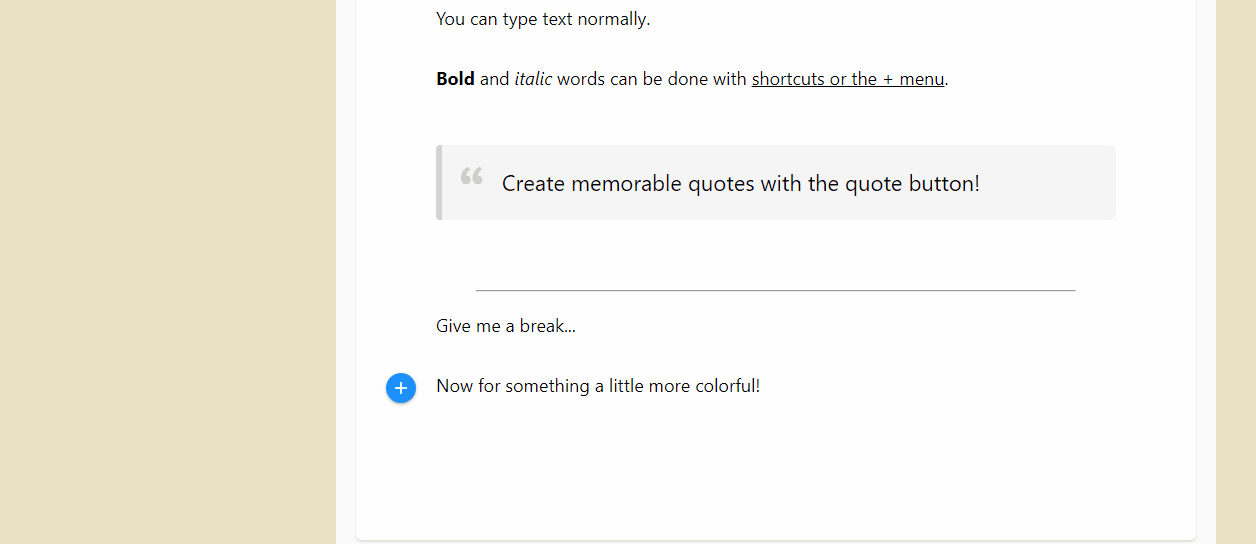 You can type text normally.
Bold and italic words can be done with shortcuts or the + menu.
“ Create memorable quotes with the quote button!
Give me a break...
+ Now for something a little more colorful!